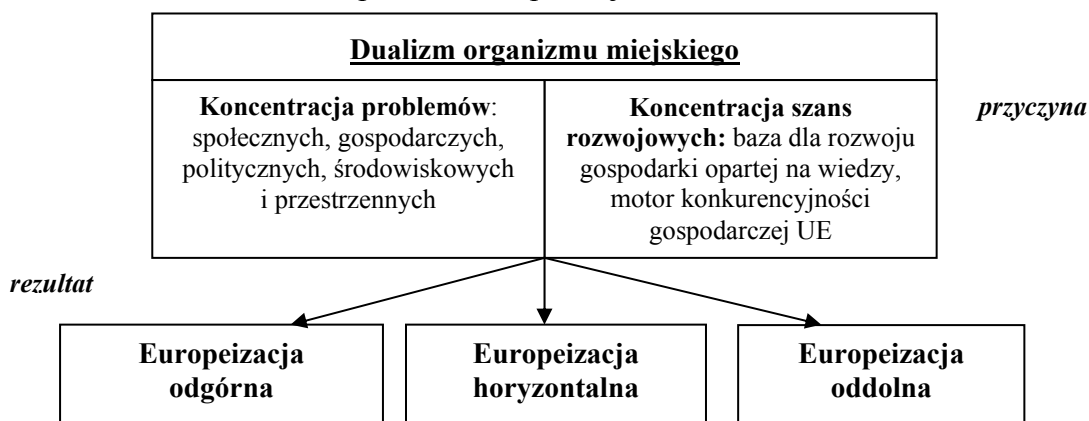 Dualizm organizmu miejskiego
Koncentracja problemów:
społecznych, gospodarczych,
politycznych, środowiskowych
i przestrzennych
Koncentracja szans
rozwojowych: baza dla rozwoju
gospodarki opartej na wiedzy,
motor konkurencyjności
gospodarczej UE
przyczyna
rezultat
Europeizacja
odgórna
Europeizacja
horyzontalna
Europeizacja
oddolna